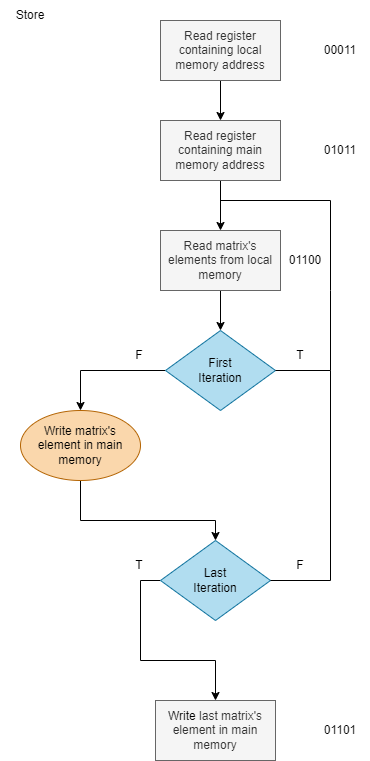 Store
Read register
containing local
memory address
00011
Read register
containing main
memory address
01011
Read matrix's
elements from local
memory
01100
First
Iteration
F
T
Write matrix's
element in main
memory
Last
Iteration
T
F
Write last matrix's
element in main
memory
01101